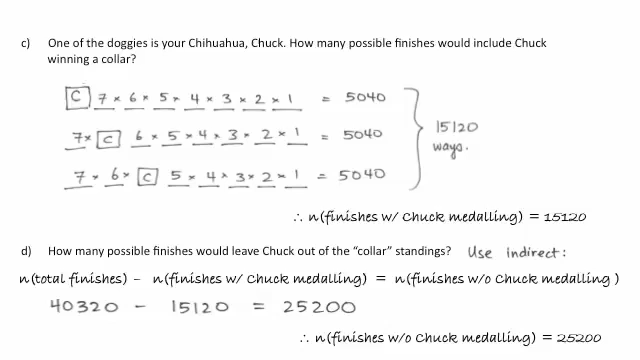 c) One of the doggies is your Chihuahua, Chuck. How many possible finishes would include Chuck
winning a collar?
C 7 × 6 × 5 × 4 × 3 × 2 × 1 = 5040
7 × C 6 × 5 × 4 × 3 × 2 × 1 = 5040
7 × 6 × C 5 × 4 × 3 × 2 × 1 = 5040
15120
ways.
∴ n(finishes w/ Chuck medalling) = 15120
d) How many possible finishes would leave Chuck out of the “collar” standings? Use indirect:
n(total finishes) – n(finishes w/ Chuck medalling) = n(finishes w/o Chuck medalling)
40320 – 15120 = 25200
∴ n(finishes w/o Chuck medalling) = 25200